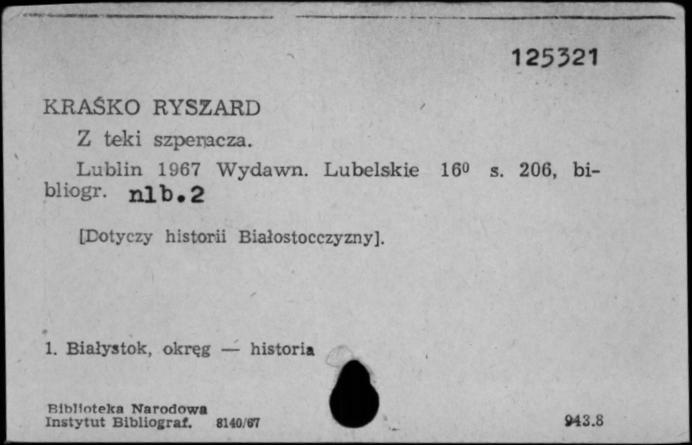 125321
KRAŚKO RYSZARD
Z teki szperacza.
Lublin 1967 Wydawn. Lubelskie 16⁰ s. 206, bi-
bliogr. nlb.2
[Dotyczy historii Białostocczyzny].
1. Białystok, okręg — historia
Biblioteka Narodowa
Instytut Bibliograf. 8140/67
943.8